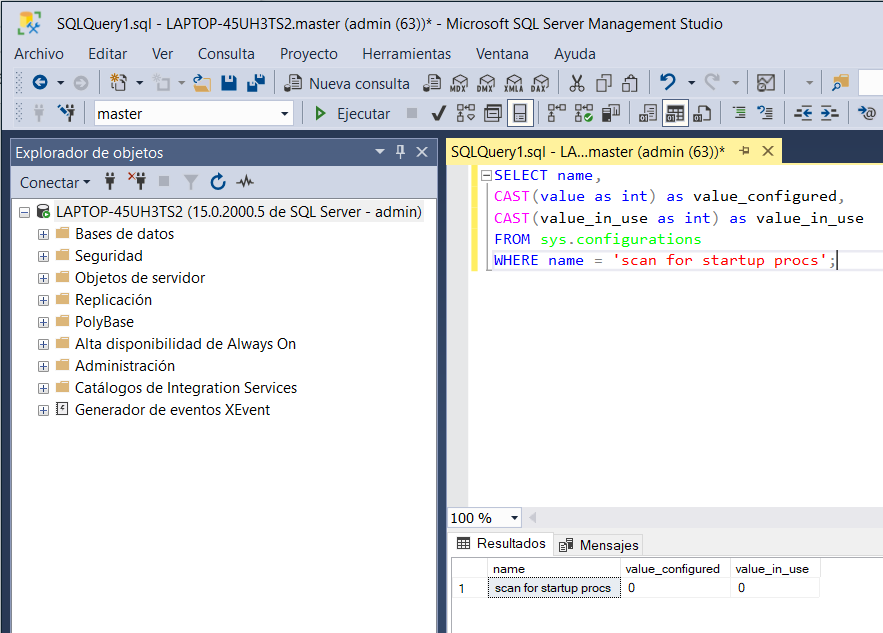 SQLQuery1.sql - LAPTOP-45UH3TS2.master (admin (63))* - Microsoft SQL Server Management Studio
Archivo Editar Ver Consulta Proyecto Herramientas Ventana Ayuda
Nueva consulta MDX DMX XMLA DAX
master Ejecutar
Explorador de objetos
Conectar
LAPTOP-45UH3TS2 (15.0.2000.5 de SQL Server - admin)
Bases de datos
Seguridad
Objetos de servidor
Replicación
PolyBase
Alta disponibilidad de Always On
Administración
Catálogos de Integration Services
Generador de eventos XEvent
SQLQuery1.sql - LA...master (admin (63))*
SELECT name,
CAST(value as int) as value_configured,
CAST(value_in_use as int) as value_in_use
FROM sys.configurations
WHERE name = 'scan for startup procs';
100 %
Resultados Mensajes
name value_configured value_in_use
1 scan for startup procs 0 0